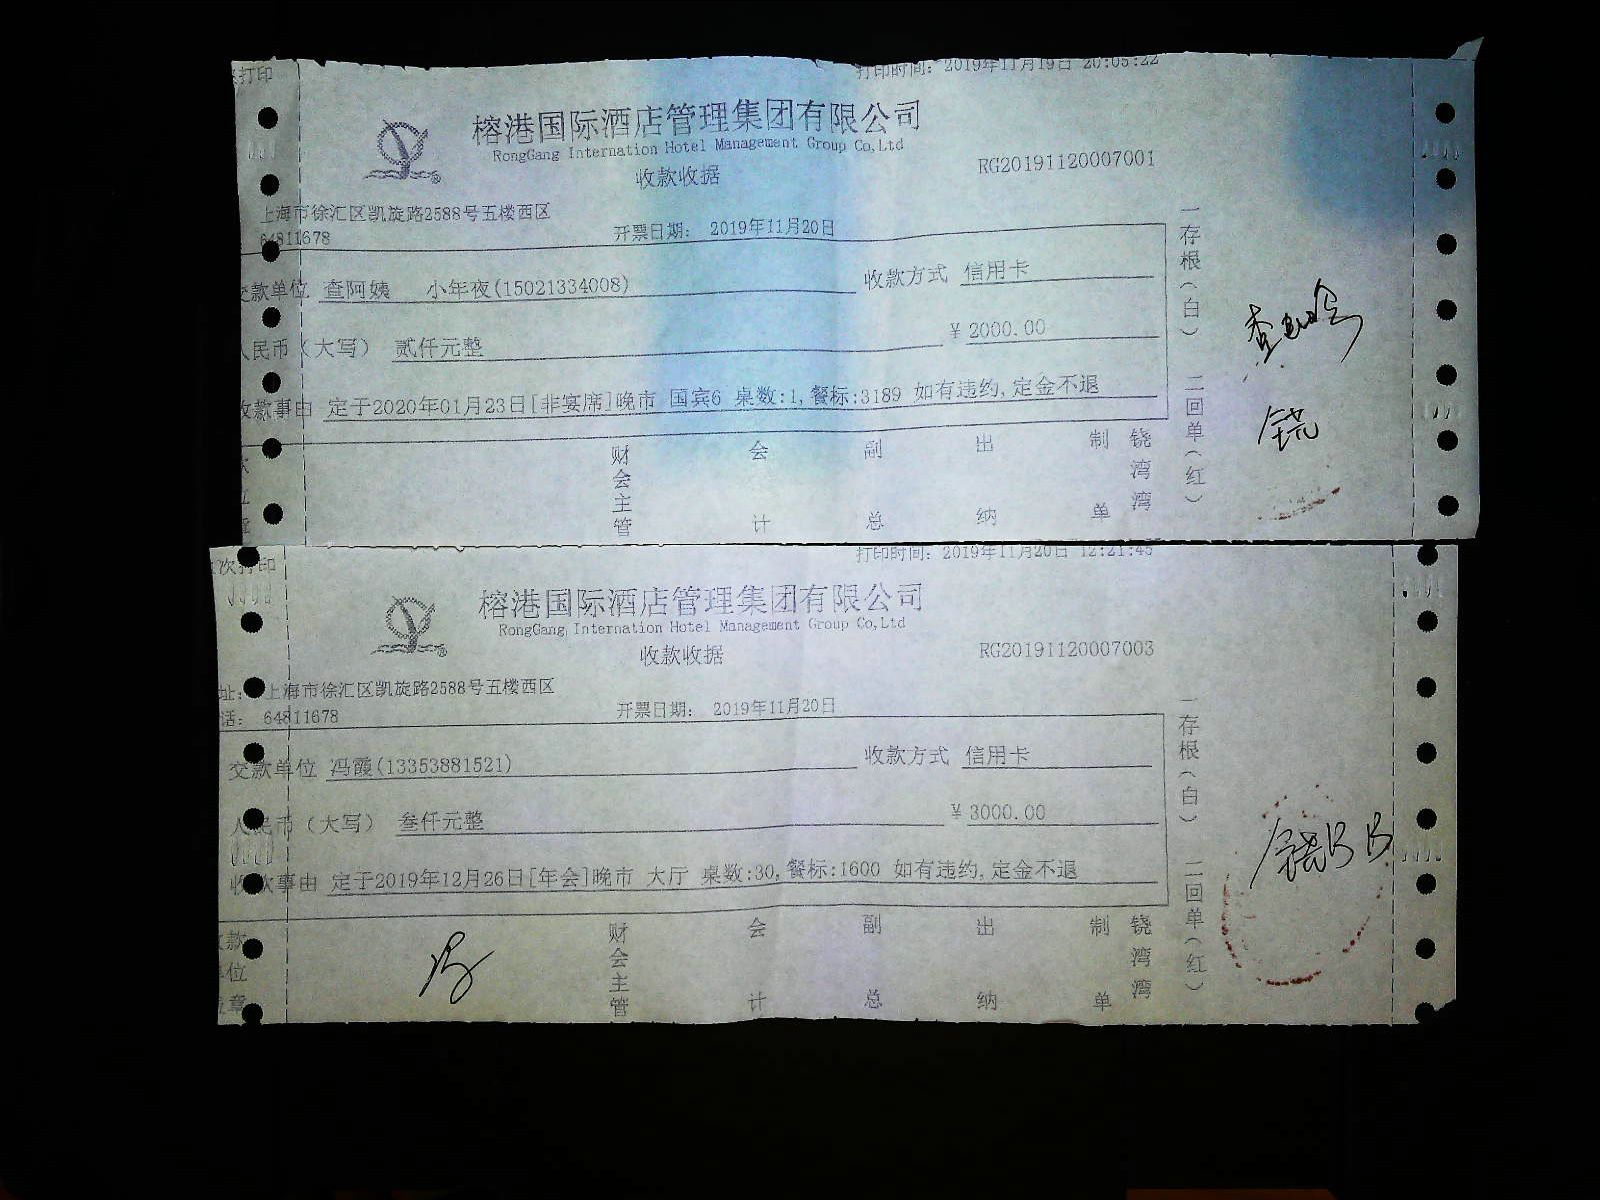 打印
打印时间: 2019年11月19日 20:05:22
榕港国际酒店管理集团有限公司
RongGang Internation Hotel Management Group Co,Ltd
收款收据
RG20191120007001
上海市徐汇区凯旋路2588号五楼西区
64811678
开票日期: 2019年11月20日
交款单位 查阿姨 小年夜(15021334008) 收款方式 信用卡
人民币(大写) 贰仟元整 ¥ 2000.00
收款事由 定于2020年01月23日[非宴席]晚市 国宾6 桌数:1,餐标:3189 如有违约,定金不退
财会主管 会计 副总 出纳 制单 饶湾湾
一存根(白) 二回单(红)
饶
次打印
打印时间: 2019年11月20日 12:21:45
榕港国际酒店管理集团有限公司
RongGang Internation Hotel Management Group Co,Ltd
收款收据
RG20191120007003
址: 上海市徐汇区凯旋路2588号五楼西区
话: 64811678
开票日期: 2019年11月20日
交款单位 冯霞(13353881521) 收款方式 信用卡
人民币(大写) 叁仟元整 ¥ 3000.00
收款事由 定于2019年12月26日[年会]晚市 大厅 桌数:30,餐标:1600 如有违约,定金不退
款单位盖章 财会主管 会计 副总 出纳 制单 饶湾湾
一存根(白) 二回单(红)